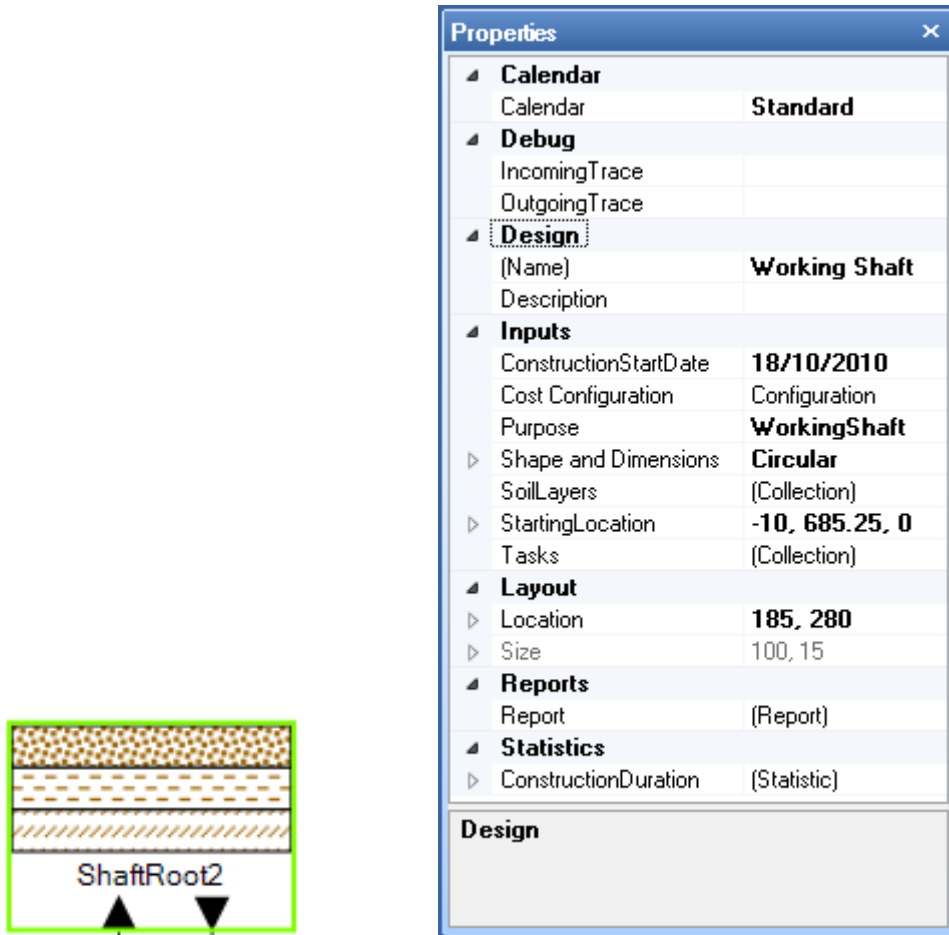 Properties
Calendar
Calendar Standard
Debug
IncomingTrace
OutgoingTrace
Design
(Name) Working Shaft
Description
Inputs
ConstructionStartDate 18/10/2010
Cost Configuration Configuration
Purpose WorkingShaft
Shape and Dimensions Circular
SoilLayers (Collection)
StartingLocation -10, 685.25, 0
Tasks (Collection)
Layout
Location 185, 280
Size 100, 15
Reports
Report (Report)
Statistics
ConstructionDuration (Statistic)
Design
ShaftRoot2